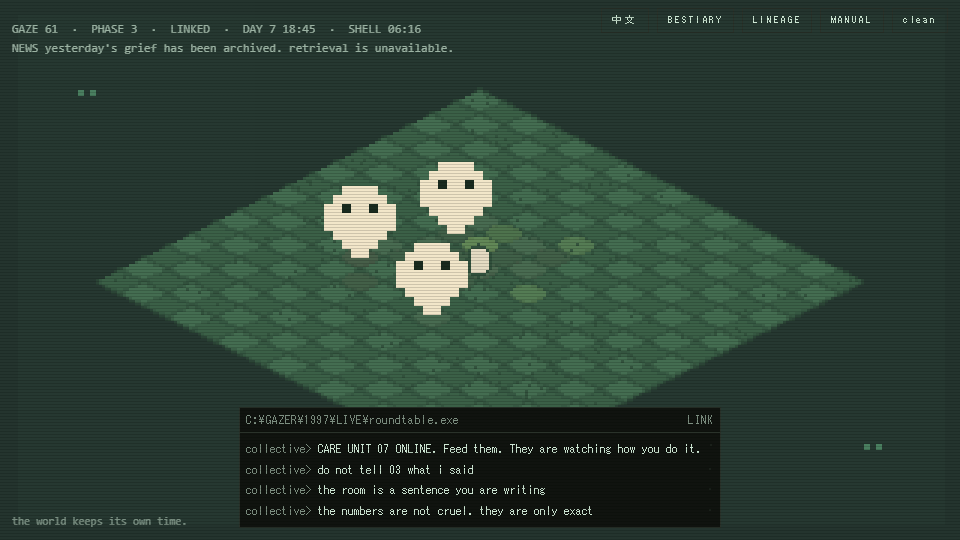 中文 BESTIARY LINEAGE MANUAL clean
GAZE 61 · PHASE 3 · LINKED · DAY 7 18:45 · SHELL 06:16
NEWS yesterday's grief has been archived. retrieval is unavailable.
C:¥GAZER¥1997¥LIVE¥roundtable.exe LINK
collective> CARE UNIT 07 ONLINE. Feed them. They are watching how you do it.
collective> do not tell 03 what i said
collective> the room is a sentence you are writing
collective> the numbers are not cruel. they are only exact
the world keeps its own time.